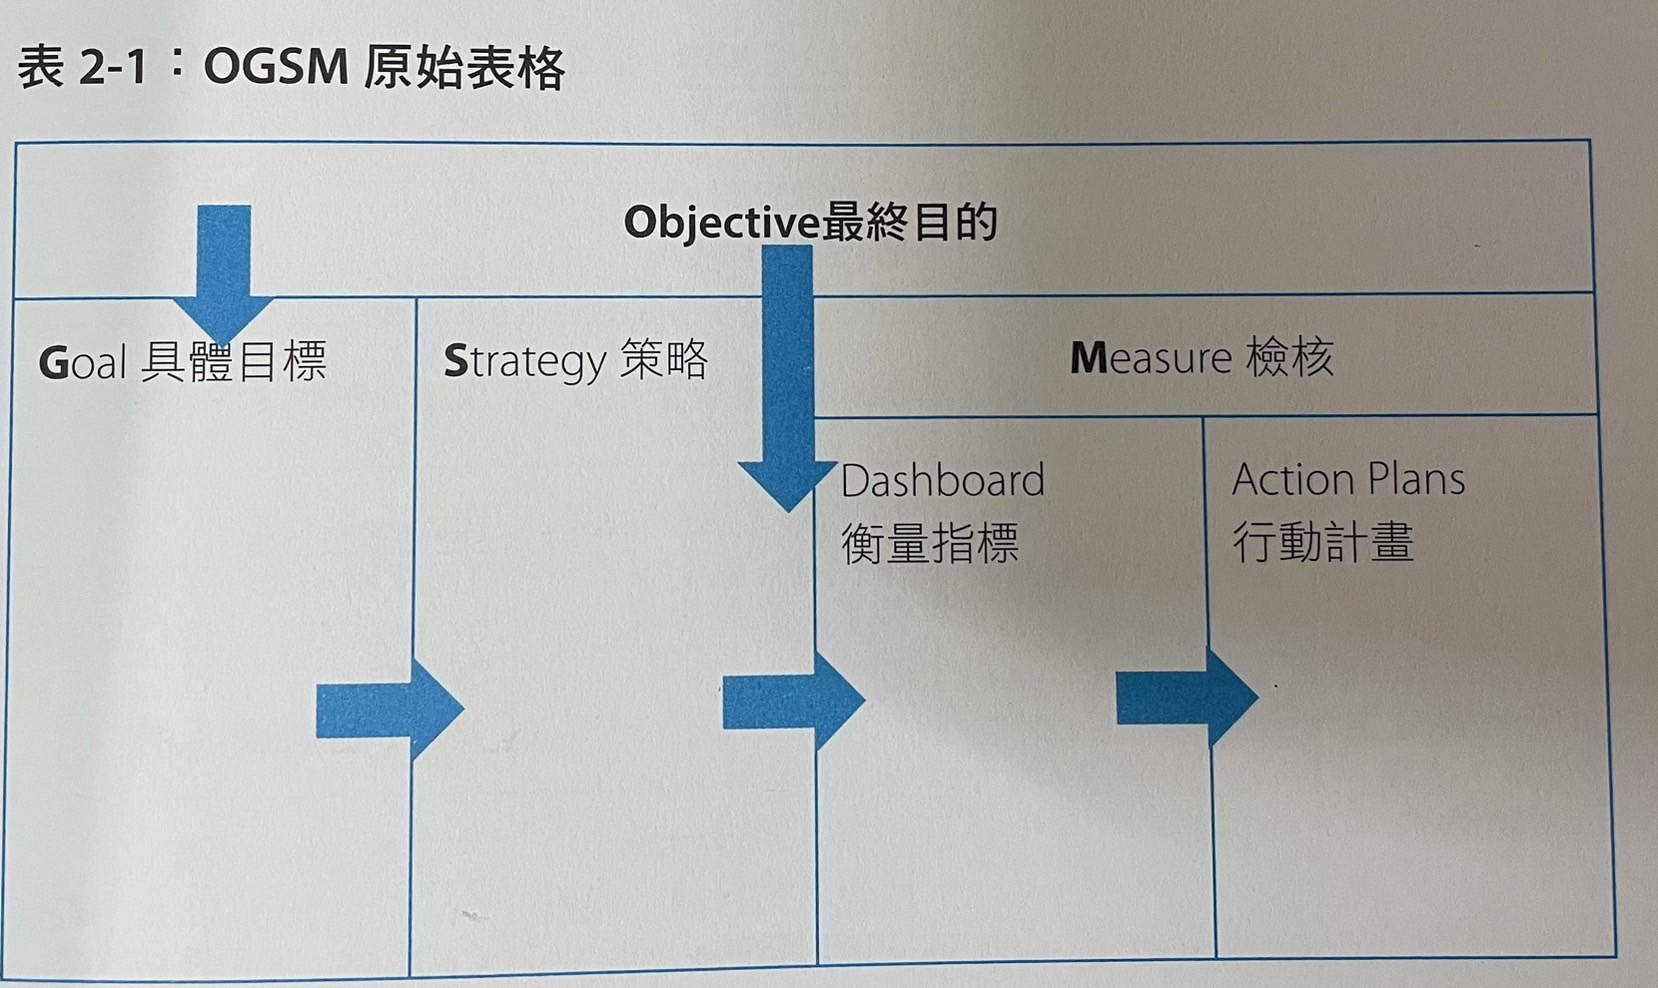 表 2-1：OGSM 原始表格
Objective最終目的
Goal 具體目標
Strategy 策略
Measure 檢核
Dashboard
衡量指標
Action Plans
行動計畫